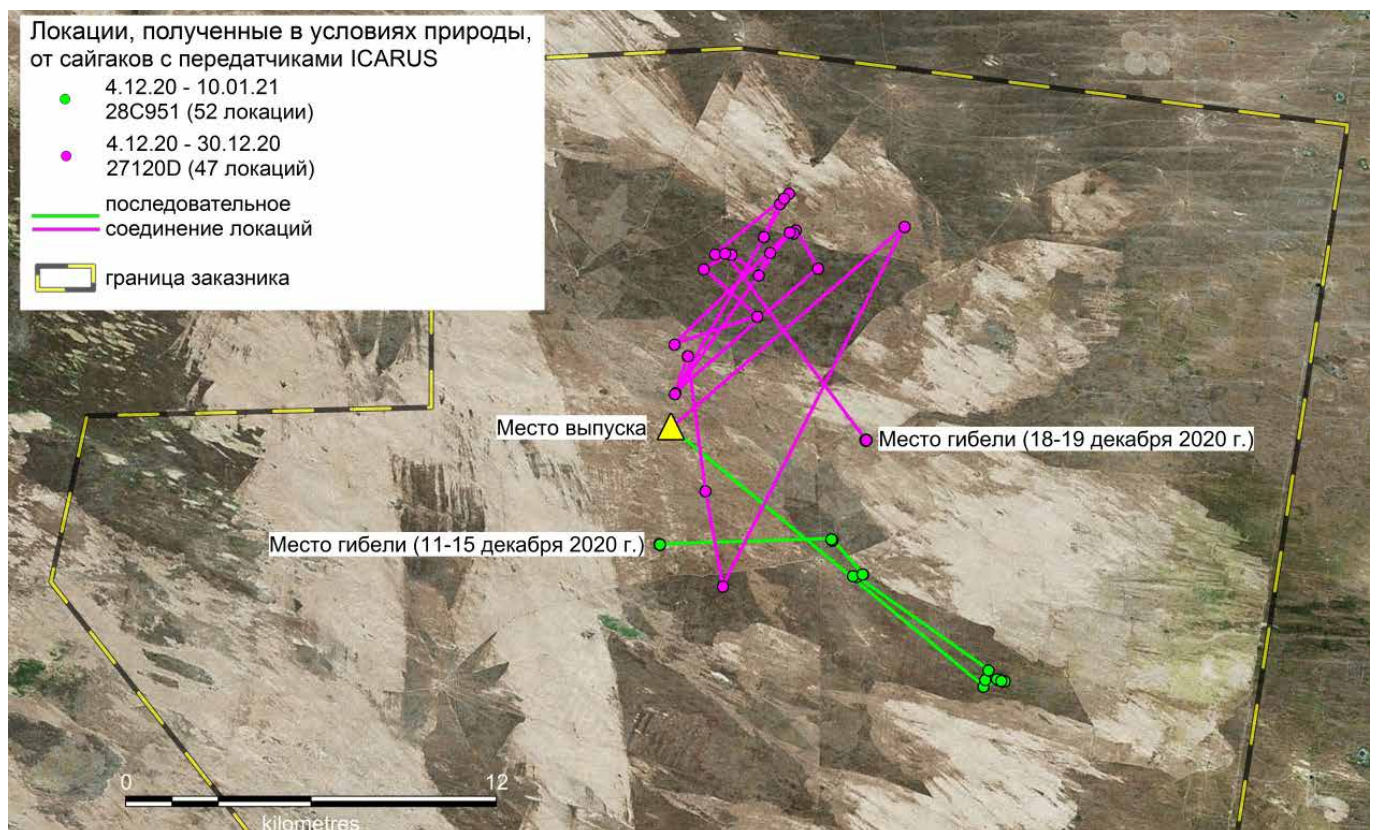 Локации, полученные в условиях природы,
от сайгаков с передатчиками ICARUS
4.12.20 - 10.01.21
28C951 (52 локации)
4.12.20 - 30.12.20
27120D (47 локаций)
последовательное
соединение локаций
граница заказника
Место выпуска
Место гибели (18-19 декабря 2020 г.)
Место гибели (11-15 декабря 2020 г.)
0 12
kilometres